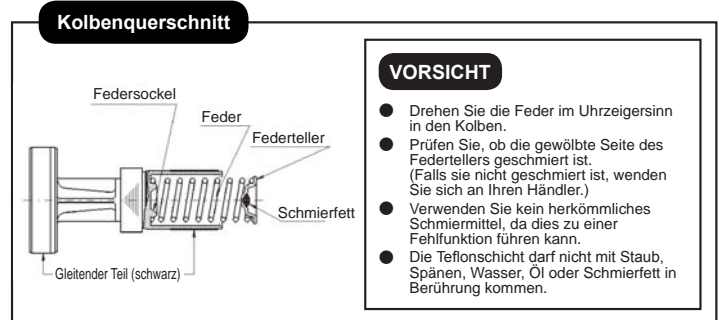 Kolbenquerschnitt
Federsockel
Feder
Federteller
Schmierfett
Gleitender Teil (schwarz)
VORSICHT
● Drehen Sie die Feder im Uhrzeigersinn
in den Kolben.
● Prüfen Sie, ob die gewölbte Seite des
Federtellers geschmiert ist.
(Falls sie nicht geschmiert ist, wenden
Sie sich an Ihren Händler.)
● Verwenden Sie kein herkömmliches
Schmiermittel, da dies zu einer
Fehlfunktion führen kann.
● Die Teflonschicht darf nicht mit Staub,
Spänen, Wasser, Öl oder Schmierfett in
Berührung kommen.